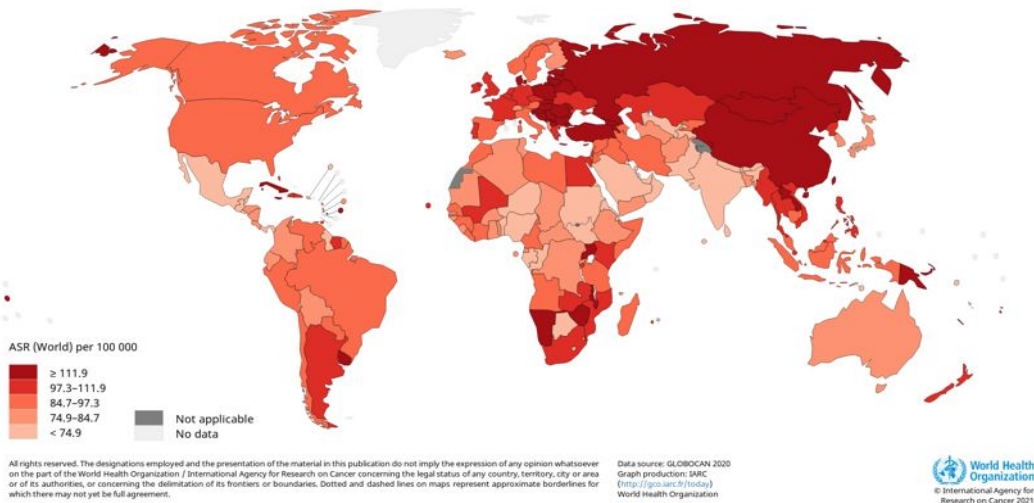 ASR (World) per 100 000
≥ 111.9
97.3–111.9
84.7–97.3
74.9–84.7
< 74.9
Not applicable
No data
All rights reserved. The designations employed and the presentation of the material in this publication do not imply the expression of any opinion whatsoever
on the part of the World Health Organization / International Agency for Research on Cancer concerning the legal status of any country, territory, city or area
or of its authorities, or concerning the delimitation of its frontiers or boundaries. Dotted and dashed lines on maps represent approximate borderlines for
which there may not yet be full agreement.
Data source: GLOBOCAN 2020
Graph production: IARC
(http://gco.iarc.fr/today)
World Health Organization
World Health
Organization
© International Agency for
Research on Cancer 2021